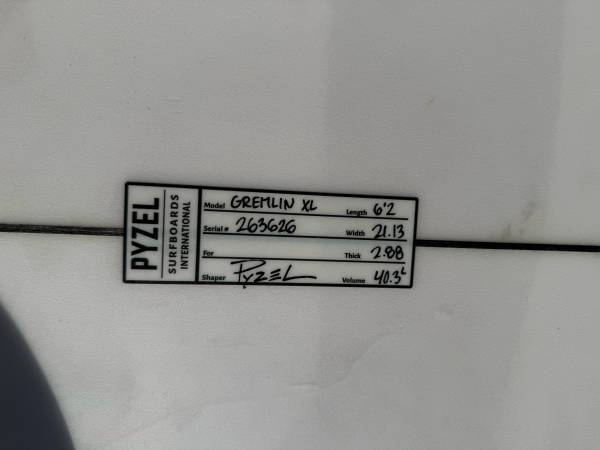 PYZEL
SURFBOARDS
INTERNATIONAL
Model GREMLIN XL Length 6'2
Serial # 263626 Width 21.13
For Thick 2.88
Shaper PYZEL Volume 40.3L